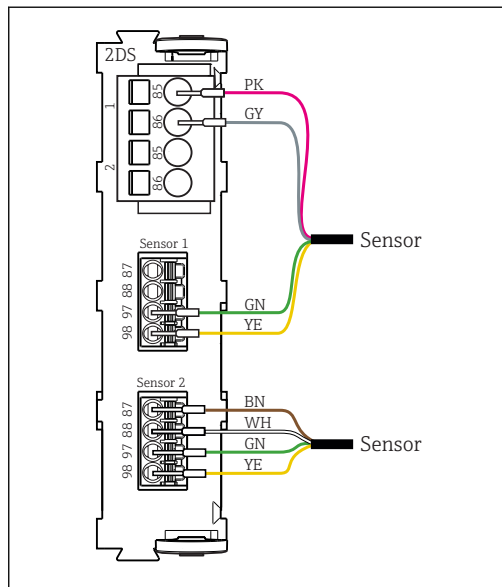 2DS
1
85
PK
86
GY
2
85
86
Sensor
Sensor 1
87
88
97
GN
98
YE
Sensor 2
87
BN
88
WH
97
GN
Sensor
98
YE